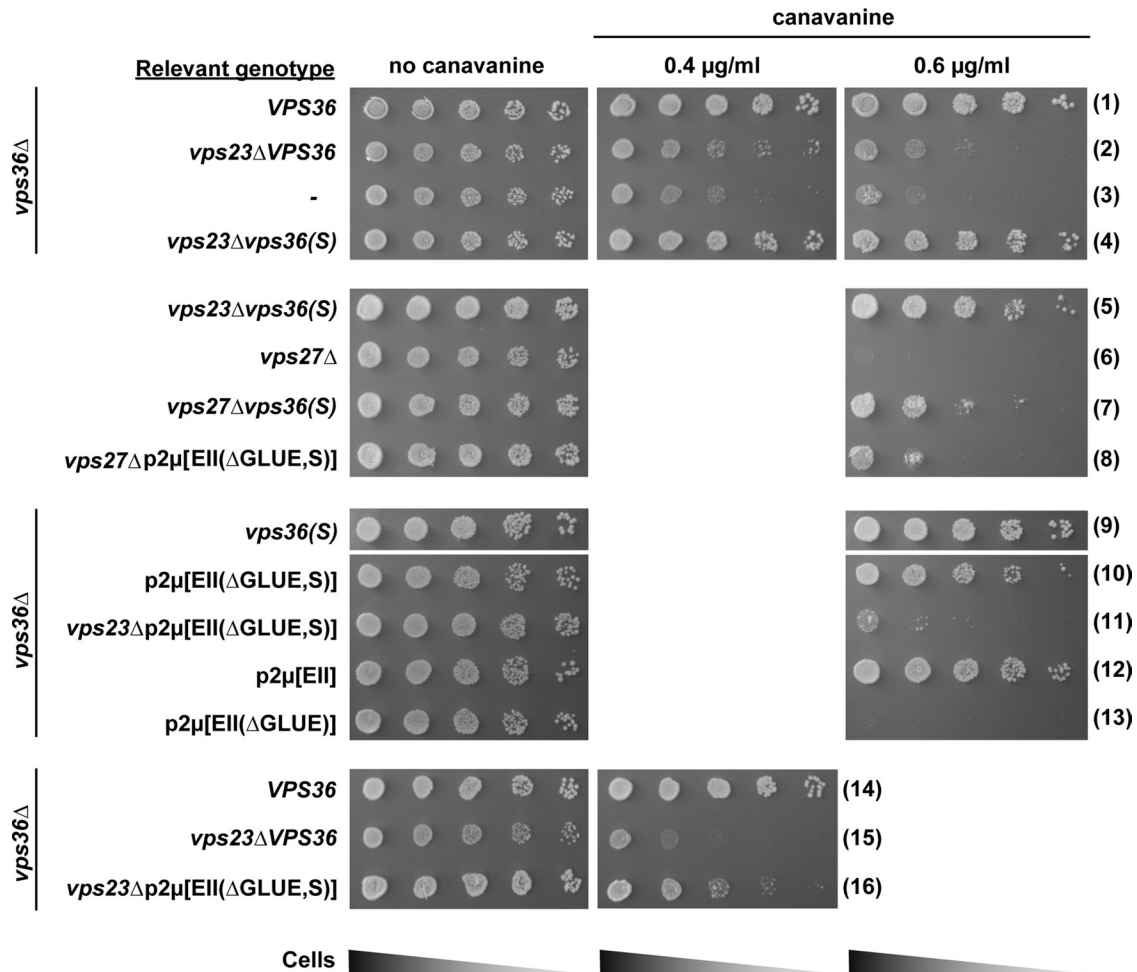 canavanine
Relevant genotype no canavanine 0.4 µg/ml 0.6 µg/ml
vps36Δ
VPS36 (1)
vps23ΔVPS36 (2)
- (3)
vps23Δvps36(S) (4)
vps23Δvps36(S) (5)
vps27Δ (6)
vps27Δvps36(S) (7)
vps27Δp2µ[EII(ΔGLUE,S)] (8)
vps36Δ
vps36(S) (9)
p2µ[EII(ΔGLUE,S)] (10)
vps23Δp2µ[EII(ΔGLUE,S)] (11)
p2µ[EII] (12)
p2µ[EII(ΔGLUE)] (13)
vps36Δ
VPS36 (14)
vps23ΔVPS36 (15)
vps23Δp2µ[EII(ΔGLUE,S)] (16)
Cells